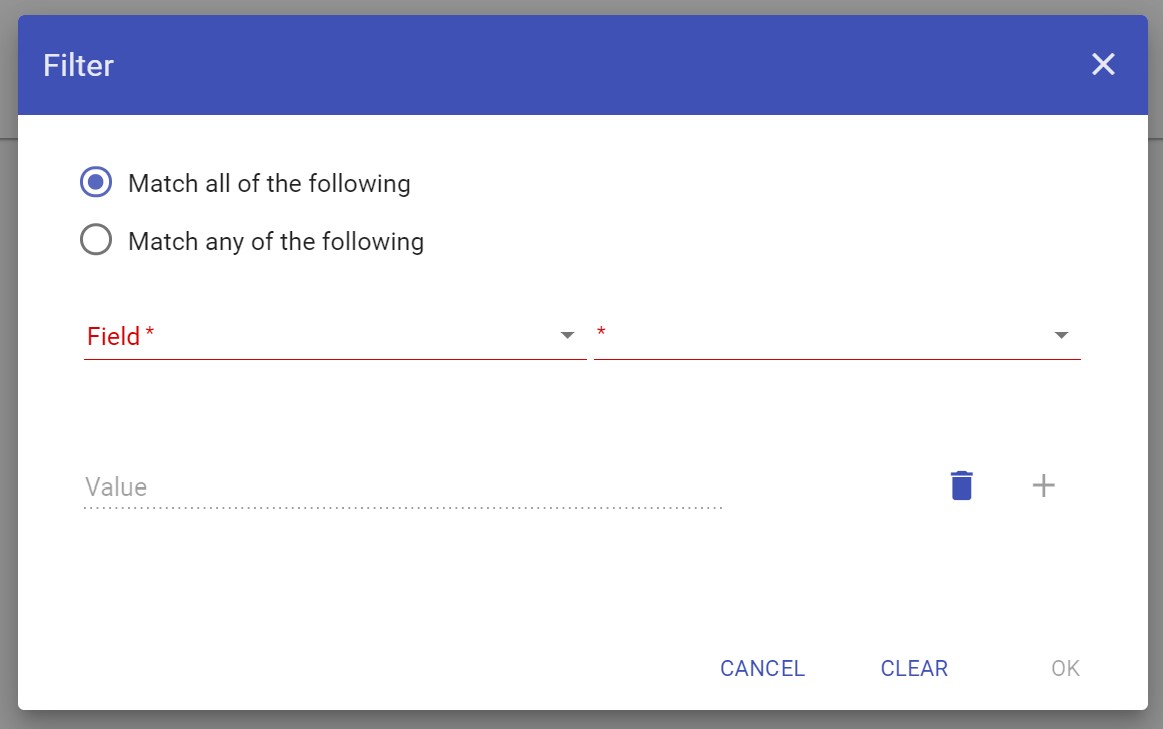 Filter
Match all of the following
Match any of the following
Field * *
Value
CANCEL CLEAR OK